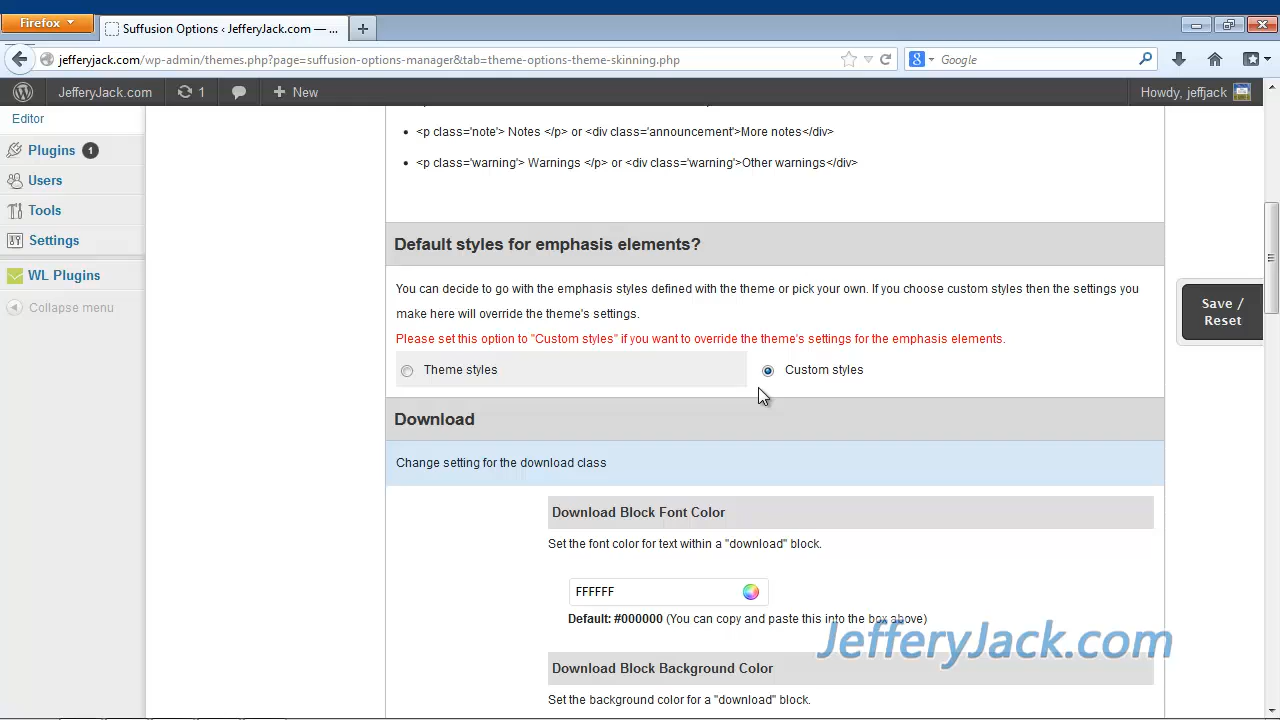 Firefox
Suffusion Options ‹ JefferyJack.com — ...
jefferyjack.com/wp-admin/themes.php?page=suffusion-options-manager&tab=theme-options-theme-skinning.php
Google
JefferyJack.com
1
New
Howdy, jeffjack
Editor
Plugins 1
Users
Tools
Settings
WL Plugins
Collapse menu
<p class='note'> Notes </p> or <div class='announcement'>More notes</div>
<p class='warning'> Warnings </p> or <div class='warning'>Other warnings</div>
Default styles for emphasis elements?
You can decide to go with the emphasis styles defined with the theme or pick your own. If you choose custom styles then the settings you
make here will override the theme's settings.
Please set this option to "Custom styles" if you want to override the theme's settings for the emphasis elements.
Theme styles
Custom styles
Save /
Reset
Download
Change setting for the download class
Download Block Font Color
Set the font color for text within a "download" block.
FFFFFF
Default: #000000 (You can copy and paste this into the box above)
JefferyJack.com
Download Block Background Color
Set the background color for a "download" block.